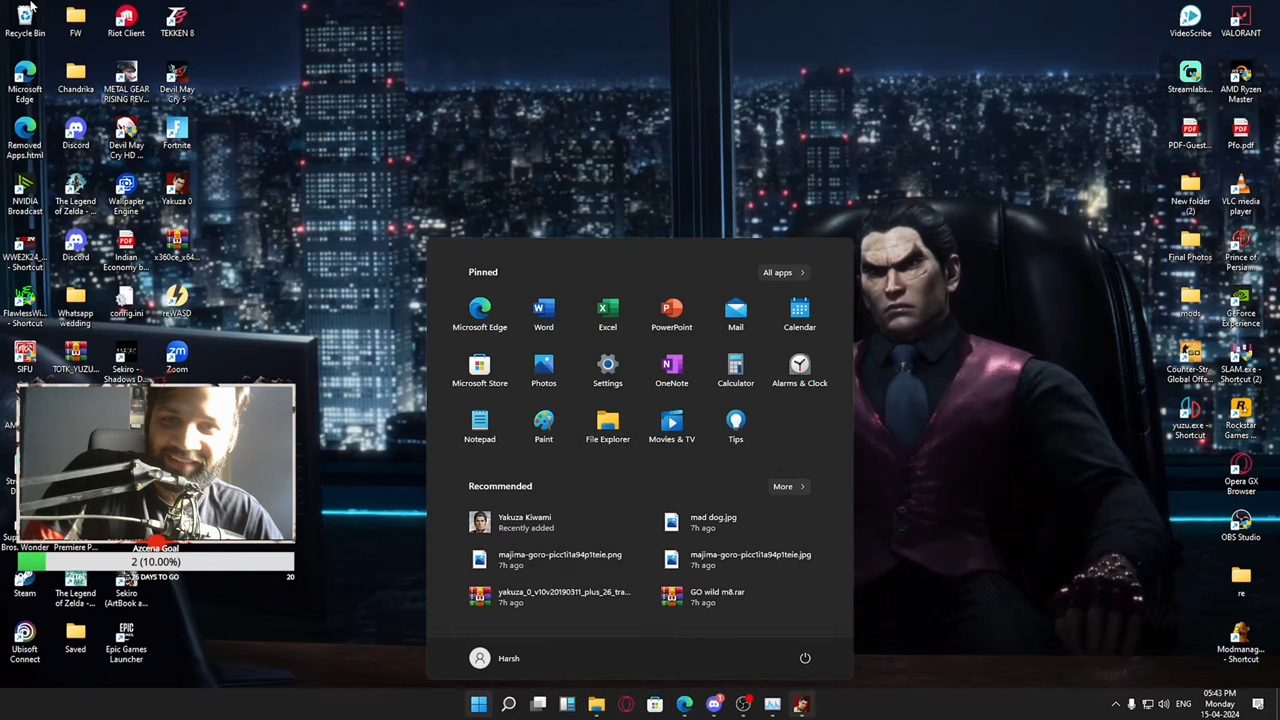 Recycle Bin
FW
Riot Client
TEKKEN 8
Microsoft
Edge
Chandrika
METAL GEAR
RISING REV...
Devil May
Cry 5
Removed
Apps.html
Discord
Devil May
Cry HD ...
Fortnite
NVIDIA
Broadcast
The Legend
of Zelda - ...
Wallpaper
Engine
Yakuza 0
WWE2K24_...
- Shortcut
Discord
Indian
Economy b...
x360ce_x64...
FlawlessWi...
- Shortcut
Whatsapp
wedding
config.ini
reWASD
SIFU
TOTK_YUZU...
Sekiro -
Shadows D...
Zoom
Bros. Wonder
Premiere P...
Azcena Goal
2 (10.00%)
20
Steam
The Legend
of Zelda - ...
Sekiro
(ArtBook a...
Ubisoft
Connect
Saved
Epic Games
Launcher
Pinned
All apps
Microsoft Edge
Word
Excel
PowerPoint
Mail
Calendar
Microsoft Store
Photos
Settings
OneNote
Calculator
Alarms & Clock
Notepad
Paint
File Explorer
Movies & TV
Tips
Recommended
More
Yakuza Kiwami
Recently added
mad dog.jpg
7h ago
majima-goro-picc1i1a94p1teie.png
7h ago
majima-goro-picc1i1a94p1teie.jpg
7h ago
yakuza_0_v10v20190311_plus_26_tra...
7h ago
GO wild m8.rar
7h ago
Harsh
VideoScribe
VALORANT
Streamlabs...
AMD Ryzen
Master
PDF-Guest...
Pfo.pdf
New folder
(2)
VLC media
player
Final Photos
Prince of
Persia ...
mods
GeForce
Experience
Counter-Str...
Global Offe...
SLAM.exe -
Shortcut (2)
yuzu.exe -
Shortcut
Rockstar
Games ...
Opera GX
Browser
OBS Studio
re
Modmanag...
- Shortcut
ENG
05:43 PM
Monday
15-04-2024